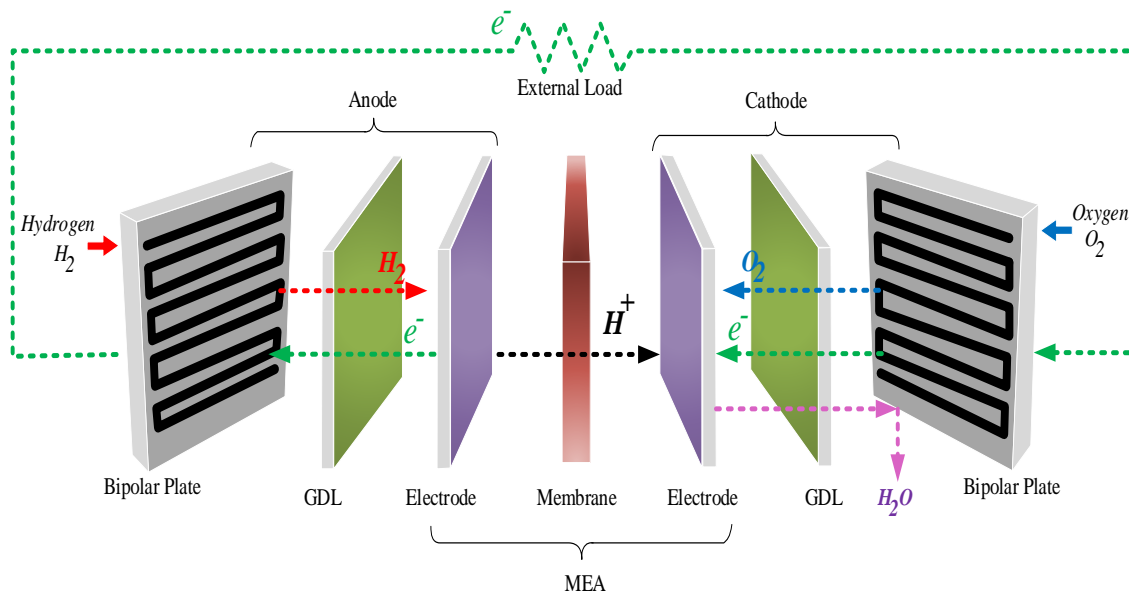 e-
External Load
Anode
Cathode
Hydrogen
H2
Oxygen
O2
H2
O2
H+
e-
e-
Bipolar Plate
GDL
Electrode
Membrane
Electrode
GDL
H2O
Bipolar Plate
MEA